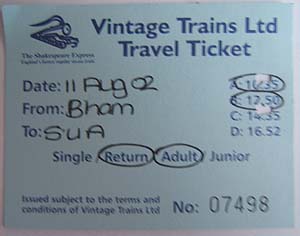 Vintage Trains Ltd
Travel Ticket
The Shakespeare Express
Date: 11 Aug 02
From: Bham
To: SUA
A: 10.35
B: 12.50
C: 14.35
D: 16.52
Single / Return / Adult / Junior
Issued subject to the terms and
conditions of Vintage Trains Ltd
No: 07498